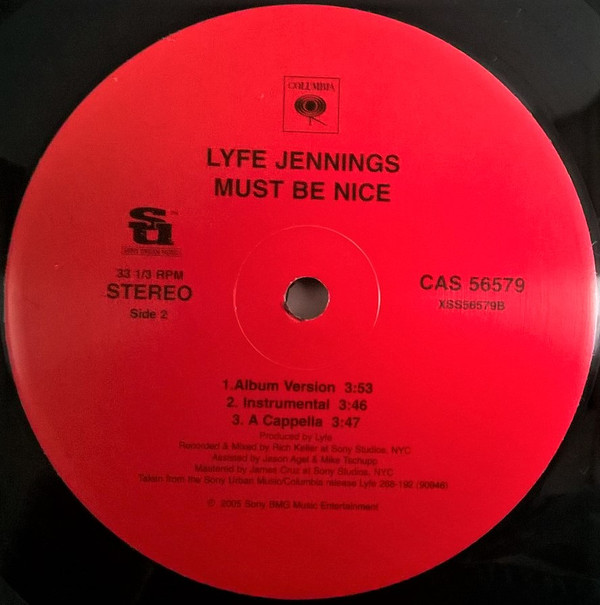 COLUMBIA
LYFE JENNINGS
MUST BE NICE
SU
33 1/3 RPM
STEREO
Side 2
CAS 56579
XSS56579B
1.Album Version 3:53
2. Instrumental 3:46
3. A Cappella 3:47
Produced by Lyfe
Recorded & Mixed by Rich Keller at Sony Studios, NYC
Assisted by Jason Agel & Mike Tschupp
Mastered by James Cruz at Sony Studios, NYC
Taken from the Sony Urban Music/Columbia release Lyfe 268-192 (90946)
℗ 2005 Sony BMG Music Entertainment